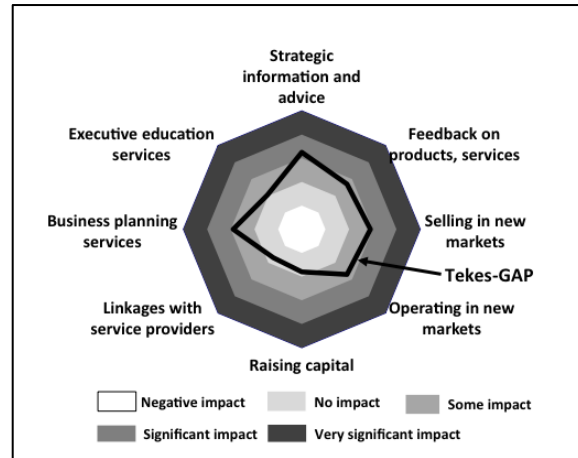 Strategic
information and
advice
Executive education
services
Feedback on
products, services
Business planning
services
Selling in new
markets
Tekes-GAP
Linkages with
service providers
Operating in new
markets
Raising capital
Negative impact
No impact
Some impact
Significant impact
Very significant impact